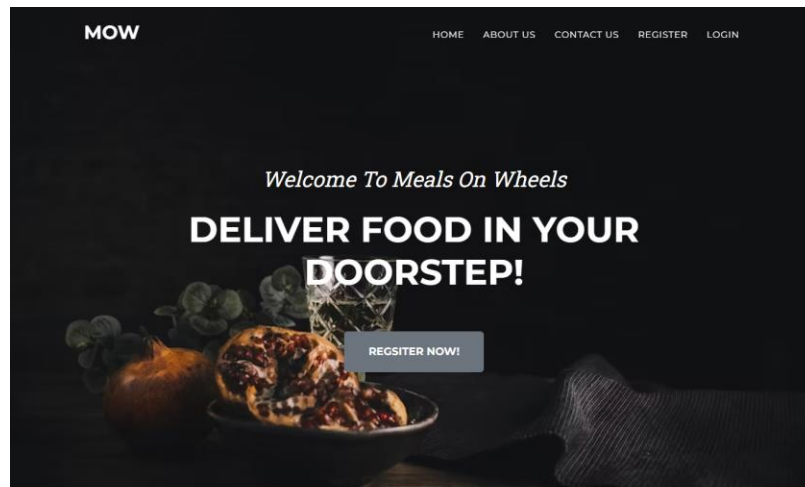 MOW
HOME ABOUT US CONTACT US REGISTER LOGIN
Welcome To Meals On Wheels
DELIVER FOOD IN YOUR
DOORSTEP!
REGSITER NOW!